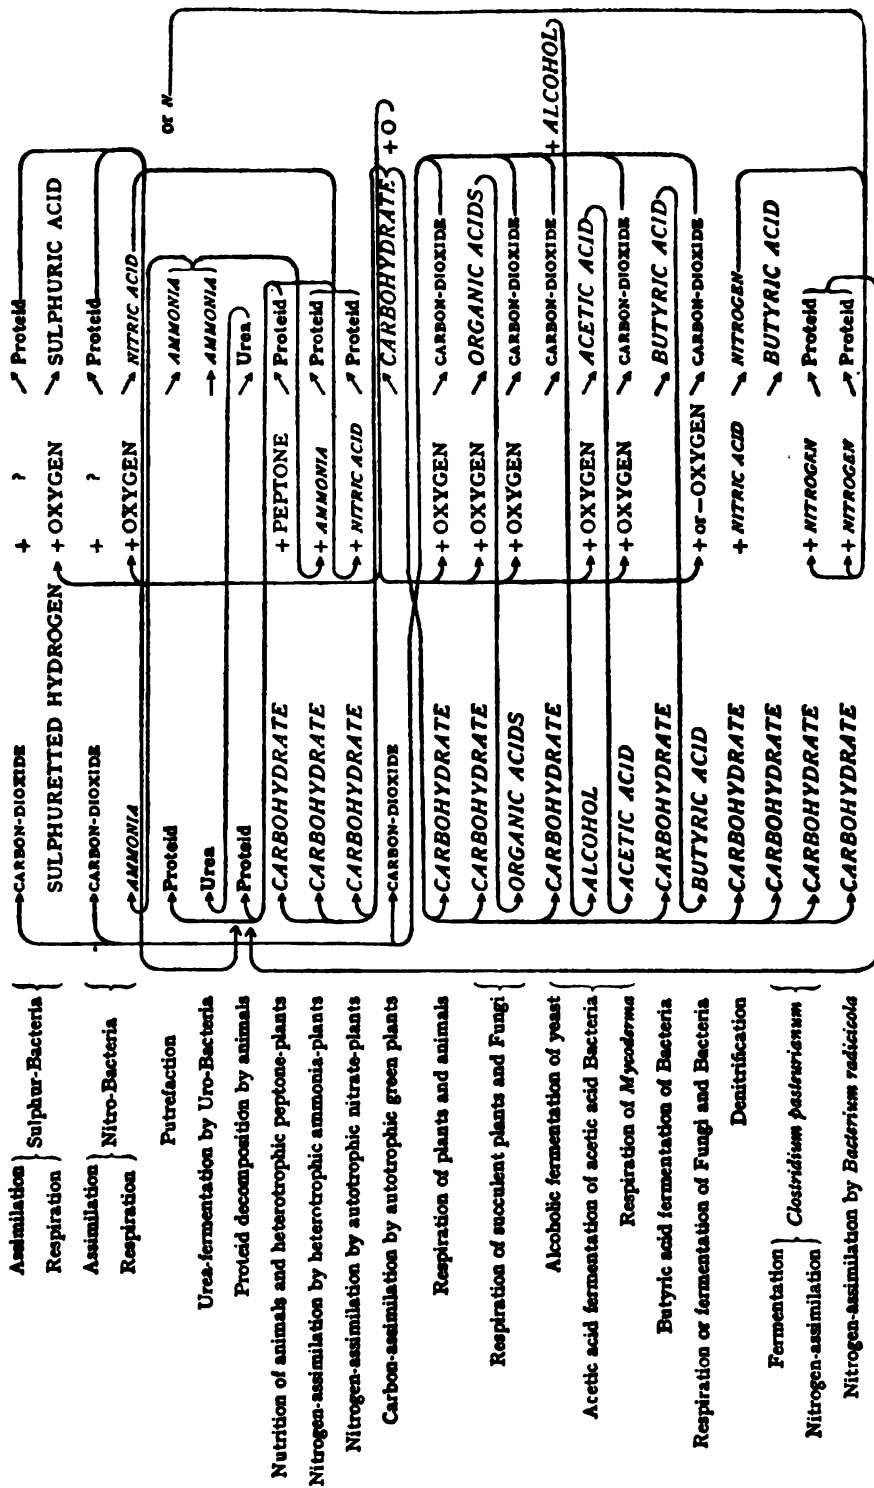 Assimilation } Sulphur-Bacteria { CARBON-DIOXIDE + ? Proteid
Respiration SULPHURETTED HYDROGEN + OXYGEN SULPHURIC ACID
Assimilation } Nitro-Bacteria { CARBON-DIOXIDE + ? Proteid
Respiration AMMONIA + OXYGEN NITRIC ACID or N
Putrefaction Proteid AMMONIA
Urea-fermentation by Uro-Bacteria Urea AMMONIA
Proteid decomposition by animals Proteid Urea
Nutrition of animals and heterotrophic peptone-plants CARBOHYDRATE + PEPTONE Proteid
Nitrogen-assimilation by heterotrophic ammonia-plants CARBOHYDRATE + AMMONIA Proteid
Nitrogen-assimilation by autotrophic nitrate-plants CARBOHYDRATE + NITRIC ACID Proteid
Carbon-assimilation by autotrophic green plants CARBON-DIOXIDE CARBOHYDRATE + O
Respiration of plants and animals CARBOHYDRATE + OXYGEN CARBON-DIOXIDE
Respiration of succulent plants and Fungi { CARBOHYDRATE + OXYGEN ORGANIC ACIDS
ORGANIC ACIDS + OXYGEN CARBON-DIOXIDE
Alcoholic fermentation of yeast CARBOHYDRATE CARBON-DIOXIDE + ALCOHOL
Acetic acid fermentation of acetic acid Bacteria ALCOHOL + OXYGEN ACETIC ACID
Respiration of Mycoderma ACETIC ACID + OXYGEN CARBON-DIOXIDE
Butyric acid fermentation of Bacteria CARBOHYDRATE BUTYRIC ACID
Respiration or fermentation of Fungi and Bacteria BUTYRIC ACID + or - OXYGEN CARBON-DIOXIDE
Denitrification CARBOHYDRATE + NITRIC ACID NITROGEN
Fermentation } Clostridium pasteurianum { CARBOHYDRATE BUTYRIC ACID
Nitrogen-assimilation CARBOHYDRATE + NITROGEN Proteid
Nitrogen-assimilation by Bacterium radicicola CARBOHYDRATE + NITROGEN Proteid